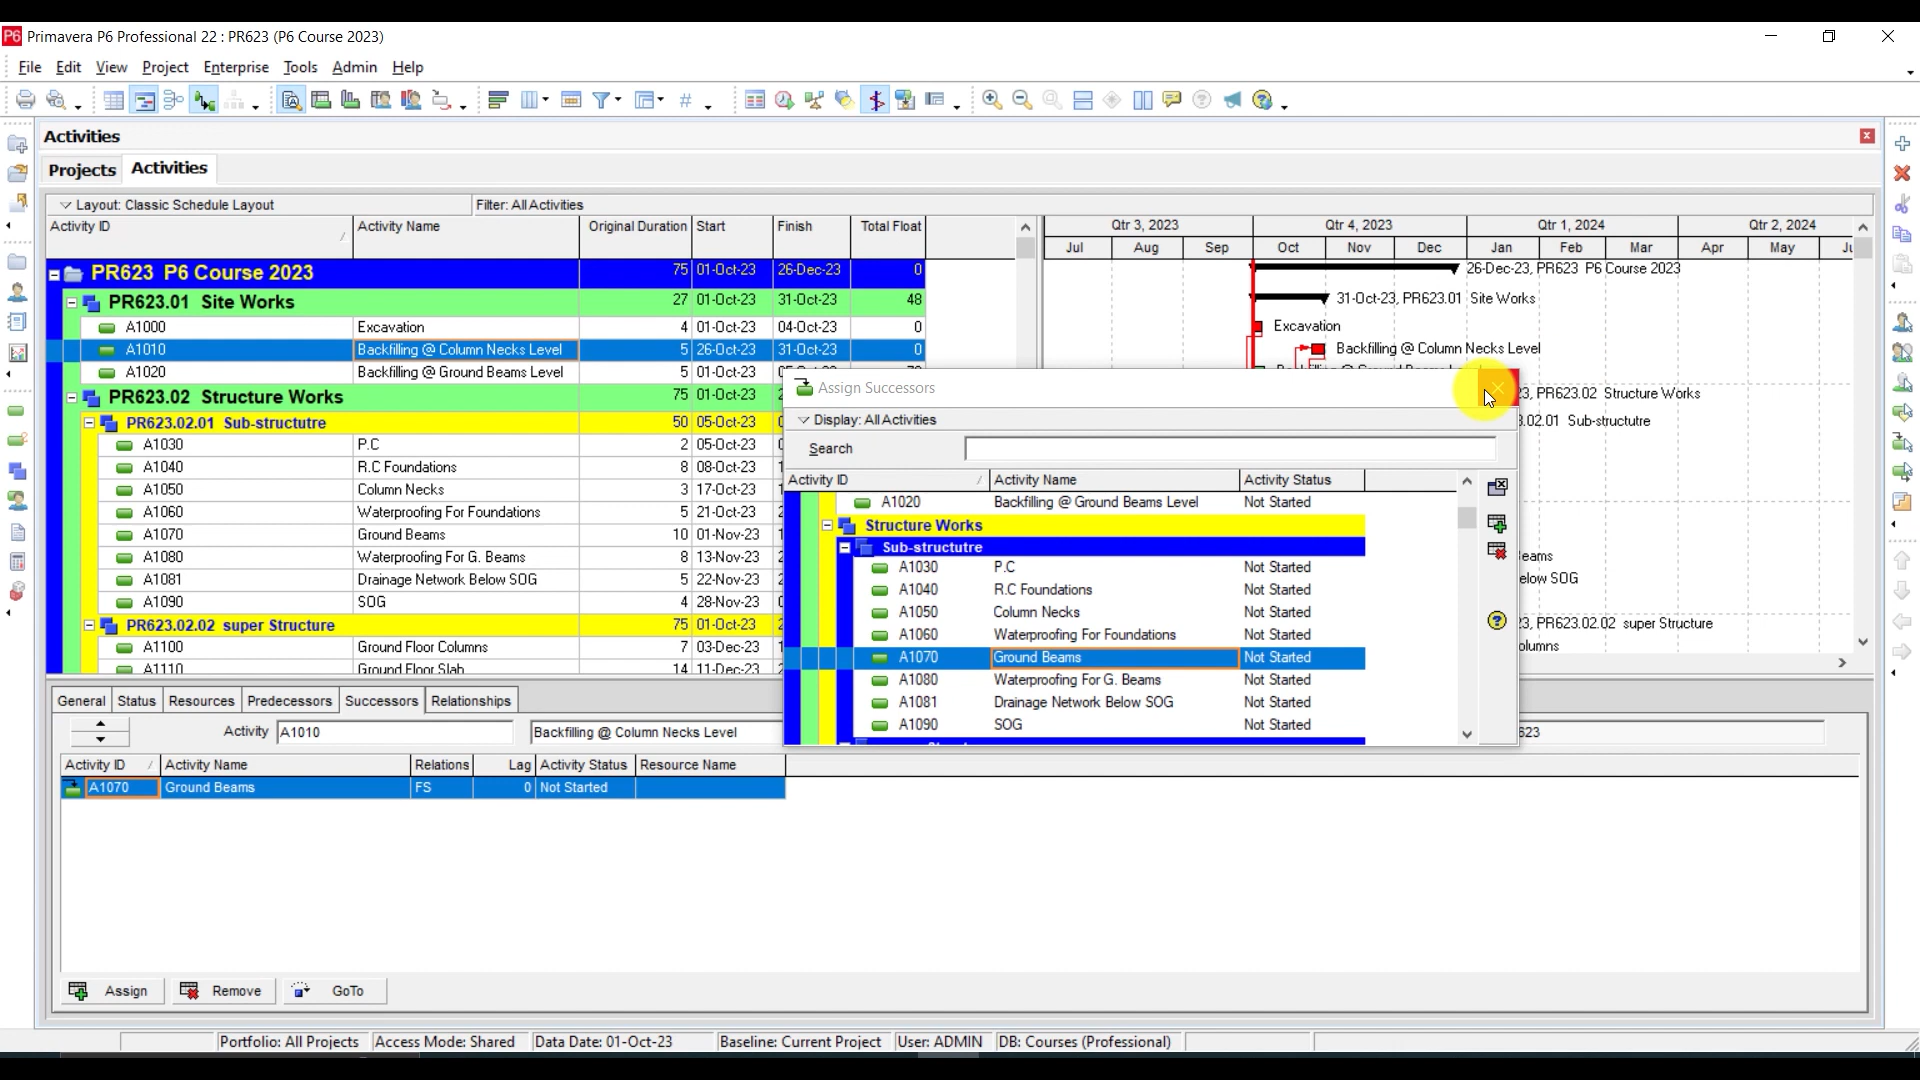 P6 Primavera P6 Professional 22 : PR623 (P6 Course 2023)
File Edit View Project Enterprise Tools Admin Help
Activities
Projects Activities
Layout: Classic Schedule Layout Filter: All Activities
Activity ID Activity Name Original Duration Start Finish Total Float
Qtr 3, 2023 Qtr 4, 2023 Qtr 1, 2024 Qtr 2, 2024
Jul Aug Sep Oct Nov Dec Jan Feb Mar Apr May
PR623 P6 Course 2023 75 01-Oct-23 26-Dec-23 0 26-Dec-23, PR623 P6 Course 2023
PR623.01 Site Works 27 01-Oct-23 31-Oct-23 48 31-Oct-23, PR623.01 Site Works
A1000 Excavation 4 01-Oct-23 04-Oct-23 0 Excavation
A1010 Backfilling @ Column Necks Level 5 26-Oct-23 31-Oct-23 0 Backfilling @ Column Necks Level
A1020 Backfilling @ Ground Beams Level 5 01-Oct-23
PR623.02 Structure Works 75 01-Oct-23 23, PR623.02 Structure Works
PR623.02.01 Sub-structutre 50 05-Oct-23 3.02.01 Sub-structutre
A1030 P.C 2 05-Oct-23
A1040 R.C Foundations 8 08-Oct-23
A1050 Column Necks 3 17-Oct-23
A1060 Waterproofing For Foundations 5 21-Oct-23
A1070 Ground Beams 10 01-Nov-23
A1080 Waterproofing For G. Beams 8 13-Nov-23 eams
A1081 Drainage Network Below SOG 5 22-Nov-23 elow SOG
A1090 SOG 4 28-Nov-23
PR623.02.02 super Structure 75 01-Oct-23 23, PR623.02.02 super Structure
A1100 Ground Floor Columns 7 03-Dec-23 olumns
A1110 Ground Floor Slab 14 11-Dec-23
Assign Successors
Display: All Activities
Search
Activity ID Activity Name Activity Status
A1020 Backfilling @ Ground Beams Level Not Started
Structure Works
Sub-structutre
A1030 P.C Not Started
A1040 R.C Foundations Not Started
A1050 Column Necks Not Started
A1060 Waterproofing For Foundations Not Started
A1070 Ground Beams Not Started
A1080 Waterproofing For G. Beams Not Started
A1081 Drainage Network Below SOG Not Started
A1090 SOG Not Started
General Status Resources Predecessors Successors Relationships
Activity A1010 Backfilling @ Column Necks Level 623
Activity ID Activity Name Relations Lag Activity Status Resource Name
A1070 Ground Beams FS 0 Not Started
Assign Remove GoTo
Portfolio: All Projects Access Mode: Shared Data Date: 01-Oct-23 Baseline: Current Project User: ADMIN DB: Courses (Professional)